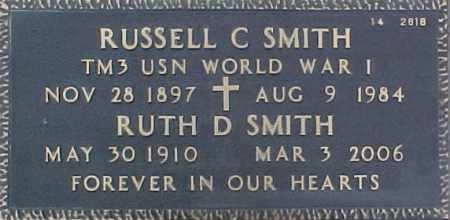 14 2618
RUSSELL C SMITH
TM3 USN WORLD WAR I
NOV 28 1897 AUG 9 1984
RUTH D SMITH
MAY 30 1910 MAR 3 2006
FOREVER IN OUR HEARTS